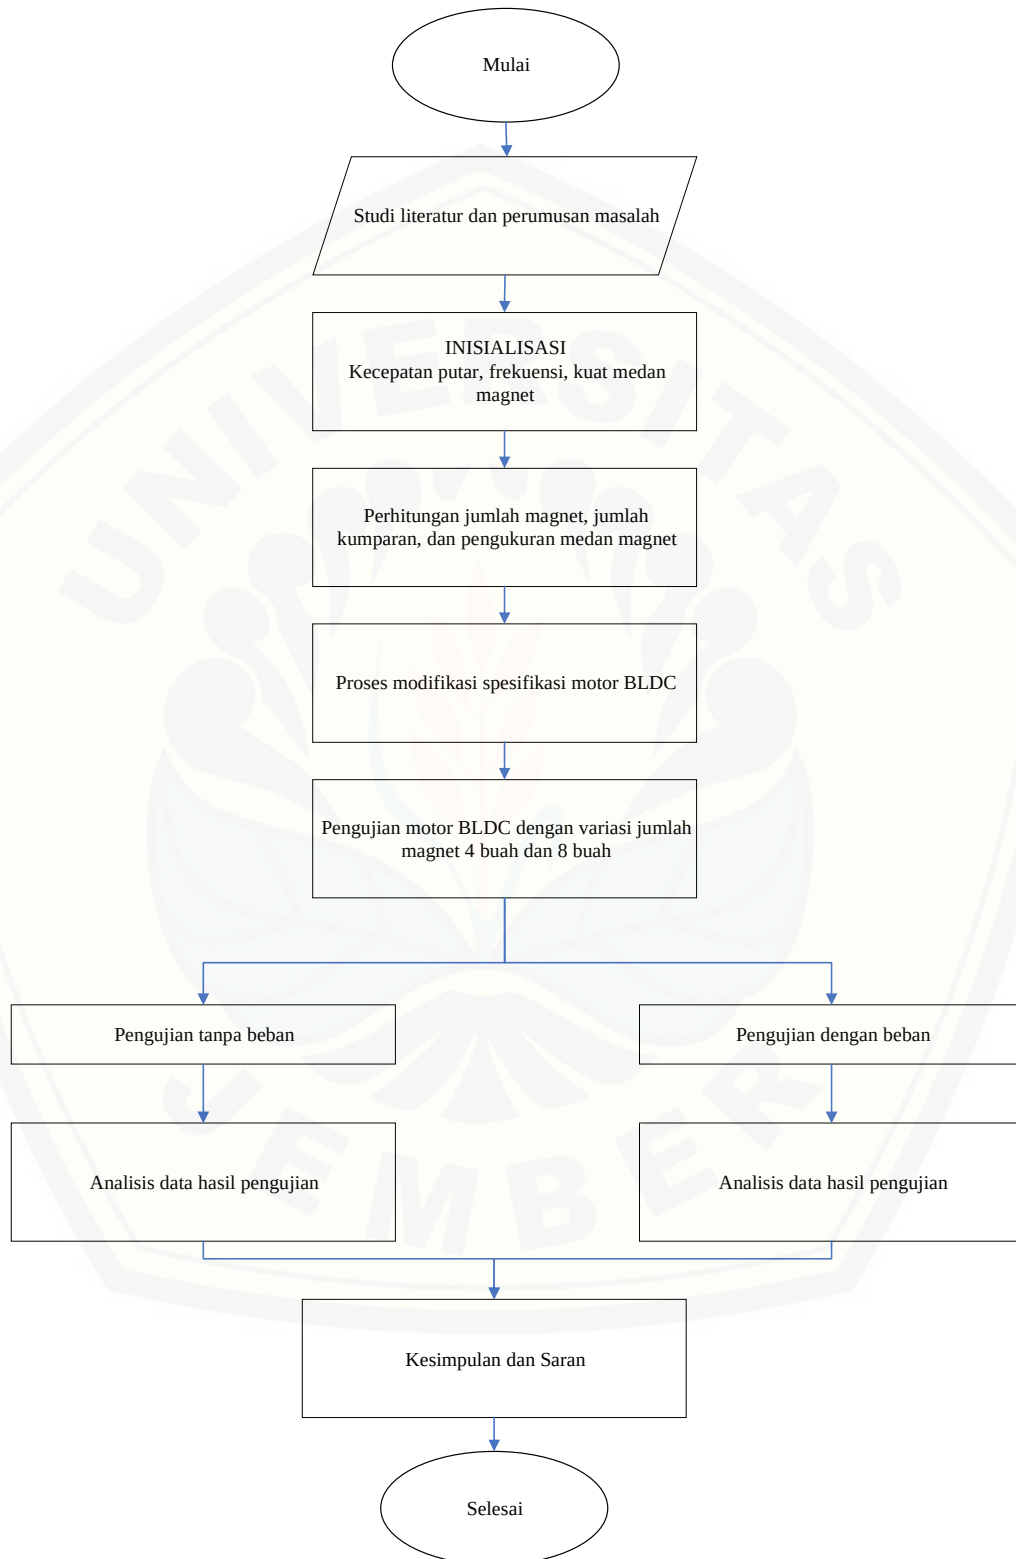 Mulai
Studi literatur dan perumusan masalah
INISIALISASI
Kecepatan putar, frekuensi, kuat medan
magnet
Perhitungan jumlah magnet, jumlah
kumparan, dan pengukuran medan magnet
Proses modifikasi spesifikasi motor BLDC
Pengujian motor BLDC dengan variasi jumlah
magnet 4 buah dan 8 buah
Pengujian tanpa beban
Pengujian dengan beban
Analisis data hasil pengujian
Analisis data hasil pengujian
Kesimpulan dan Saran
Selesai
UNIVERSITAS
JEMBER